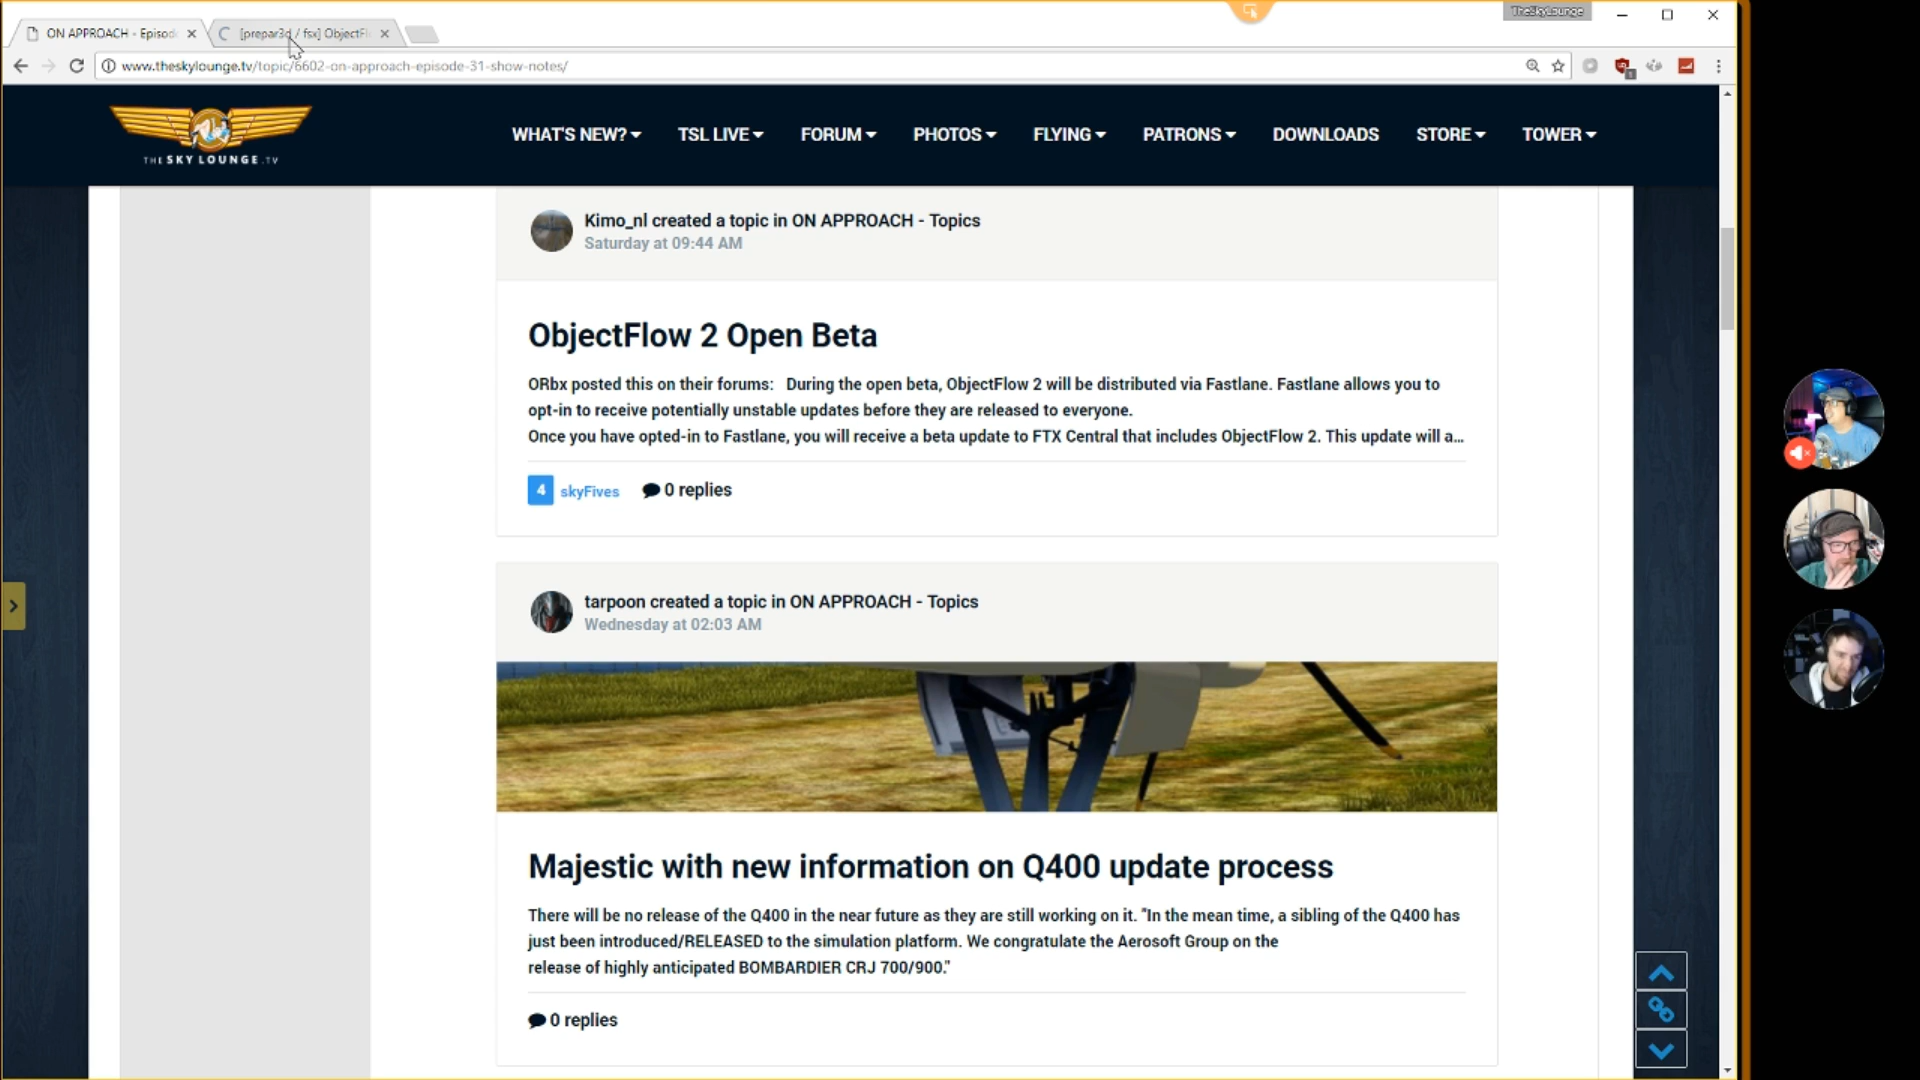 ON APPROACH - Episod
[prepar3d / fsx] ObjectFl
TheSkyLounge
www.theskylounge.tv/topic/6602-on-approach-episode-31-show-notes/
THE SKY LOUNGE .TV
WHAT'S NEW? TSL LIVE FORUM PHOTOS FLYING PATRONS DOWNLOADS STORE TOWER
Kimo_nl created a topic in ON APPROACH - Topics
Saturday at 09:44 AM
ObjectFlow 2 Open Beta
ORbx posted this on their forums: During the open beta, ObjectFlow 2 will be distributed via Fastlane. Fastlane allows you to
opt-in to receive potentially unstable updates before they are released to everyone.
Once you have opted-in to Fastlane, you will receive a beta update to FTX Central that includes ObjectFlow 2. This update will a...
4 skyFives 0 replies
tarpoon created a topic in ON APPROACH - Topics
Wednesday at 02:03 AM
Majestic with new information on Q400 update process
There will be no release of the Q400 in the near future as they are still working on it. "In the mean time, a sibling of the Q400 has
just been introduced/RELEASED to the simulation platform. We congratulate the Aerosoft Group on the
release of highly anticipated BOMBARDIER CRJ 700/900."
0 replies